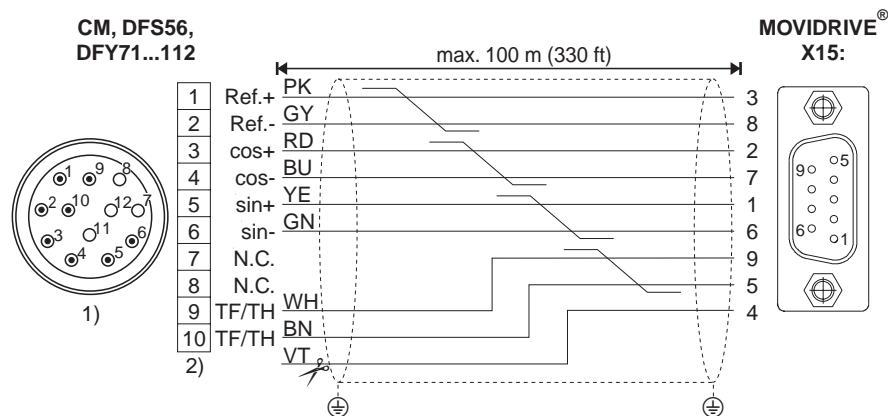 CM, DFS56,
DFY71...112
MOVIDRIVE®
X15:
max. 100 m (330 ft)
1 Ref.+ PK 3
2 Ref.- GY 8
3 cos+ RD 2
4 cos- BU 7
5 sin+ YE 1
6 sin- GN 6
7 N.C. 9
8 N.C. 5
9 TF/TH WH 4
10 TF/TH BN
VT
1 9 8
2 10 12 7
11
3 6
4 5
1)
2)
9 5
6 1